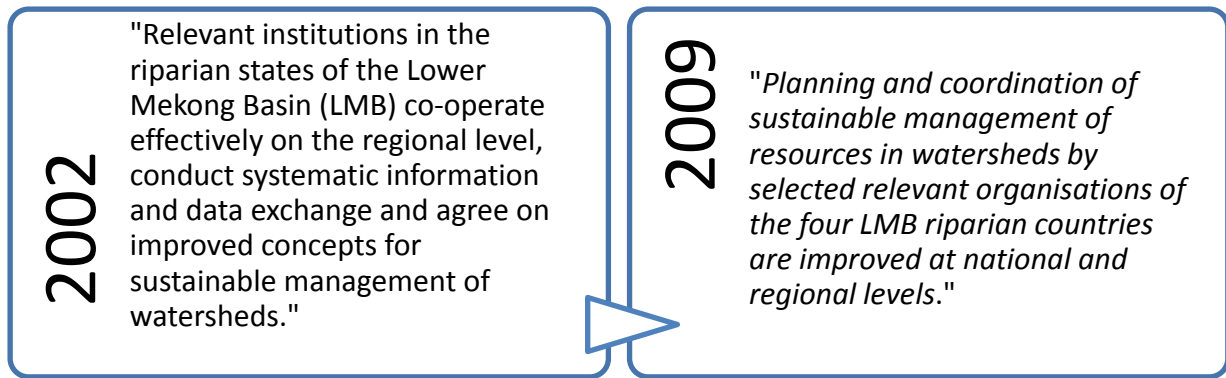 2002
"Relevant institutions in the
riparian states of the Lower
Mekong Basin (LMB) co-operate
effectively on the regional level,
conduct systematic information
and data exchange and agree on
improved concepts for
sustainable management of
watersheds."
2009
"Planning and coordination of
sustainable management of
resources in watersheds by
selected relevant organisations of
the four LMB riparian countries
are improved at national and
regional levels."